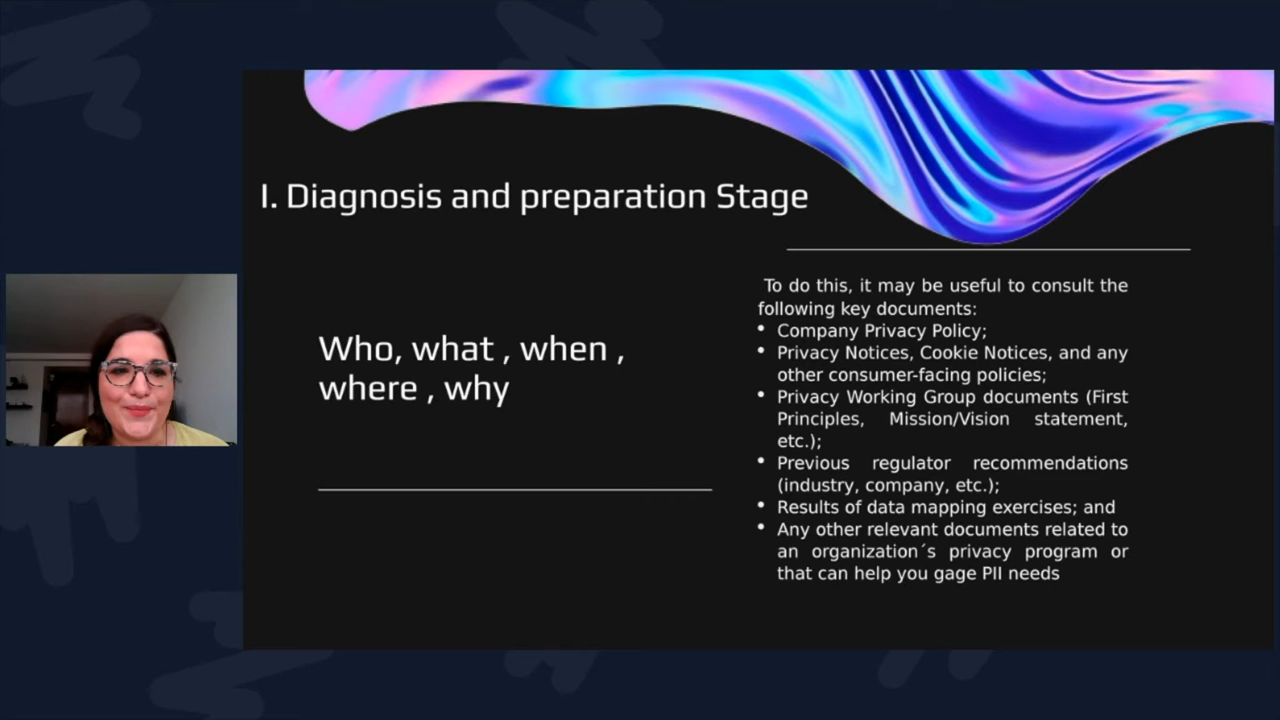 I. Diagnosis and preparation Stage
Who, what , when ,
where , why
To do this, it may be useful to consult the
following key documents:
• Company Privacy Policy;
• Privacy Notices, Cookie Notices, and any
other consumer-facing policies;
• Privacy Working Group documents (First
Principles, Mission/Vision statement,
etc.);
• Previous regulator recommendations
(industry, company, etc.);
• Results of data mapping exercises; and
• Any other relevant documents related to
an organization´s privacy program or
that can help you gage PII needs